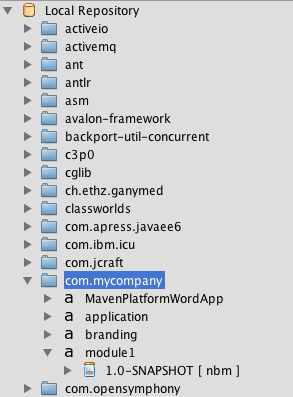 Local Repository
activeio
activemq
ant
antlr
asm
avalon-framework
backport-util-concurrent
c3p0
cglib
ch.ethz.ganymed
classworlds
com.apress.javaee6
com.ibm.icu
com.jcraft
com.mycompany
a MavenPlatformWordApp
a application
a branding
a module1
1.0-SNAPSHOT [ nbm ]
com.opensymphony